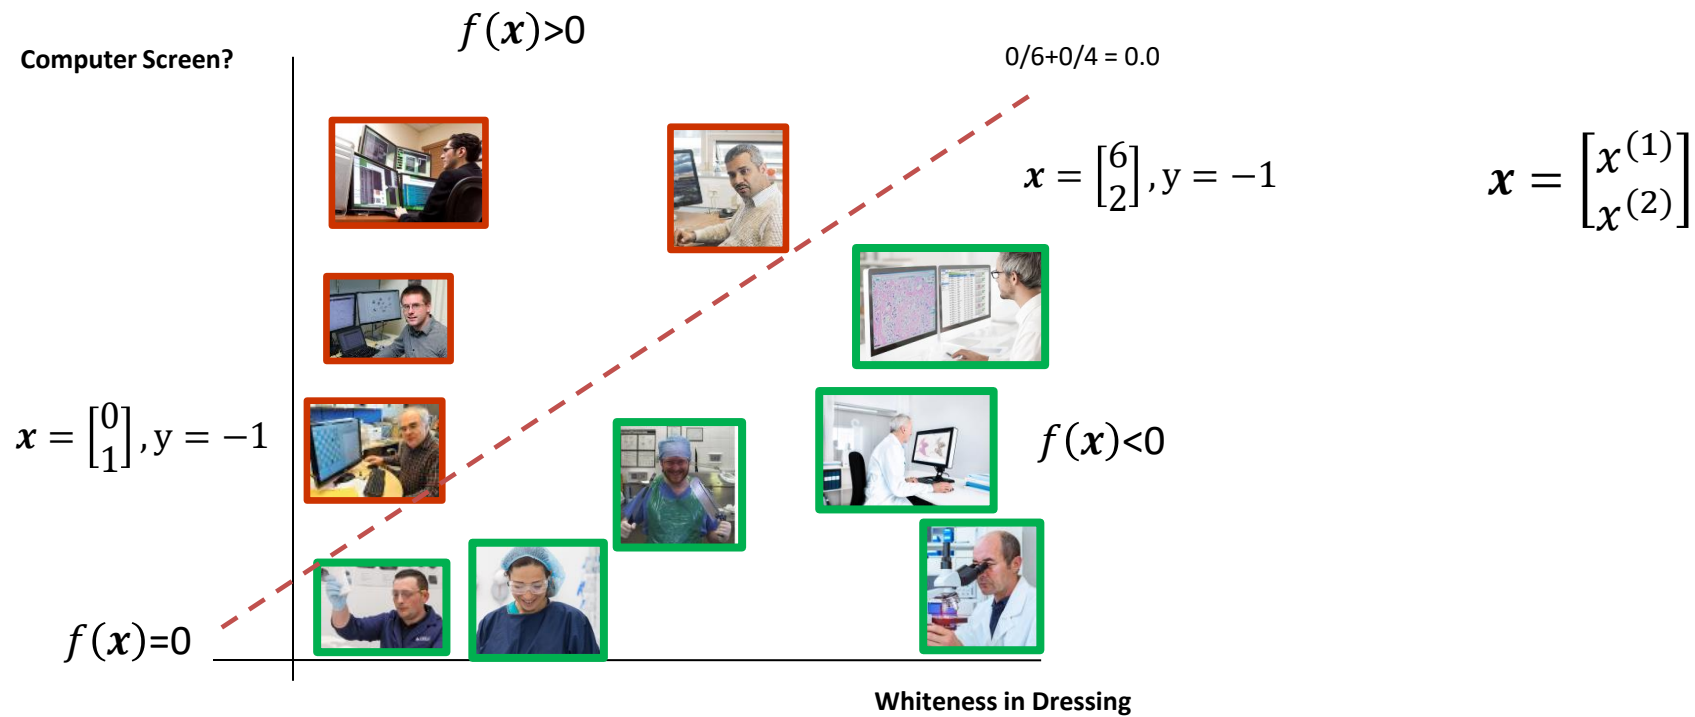 f(x)>0
Computer Screen?
0/6+0/4 = 0.0
x = [6 2], y = −1
x = [x^(1) x^(2)]
x = [0 1], y = −1
f(x)<0
f(x)=0
Whiteness in Dressing